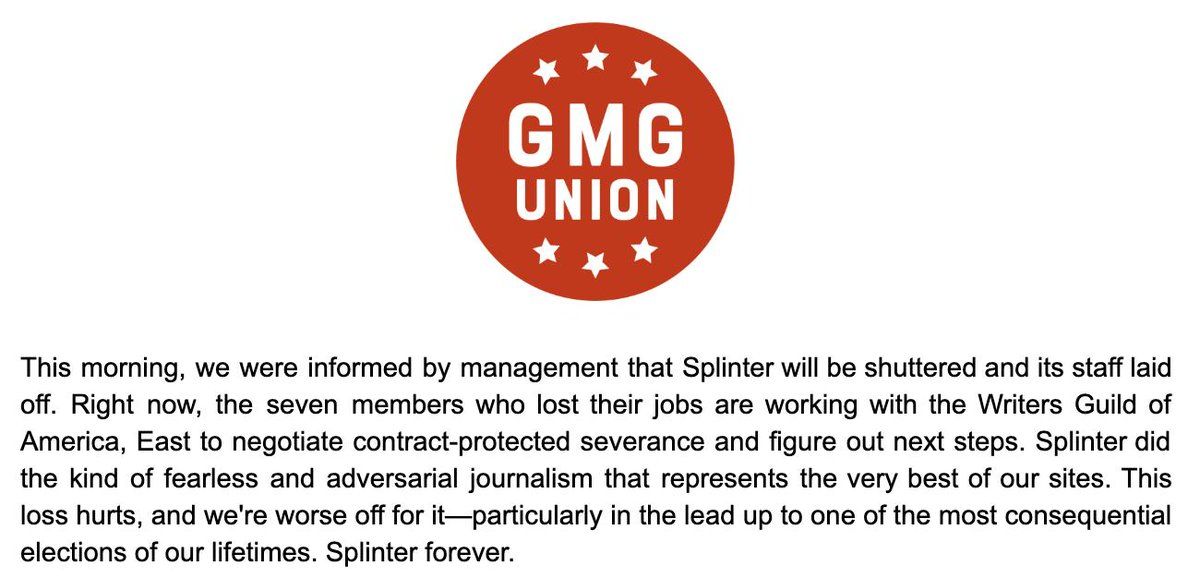 GMG
UNION
This morning, we were informed by management that Splinter will be shuttered and its staff laid
off. Right now, the seven members who lost their jobs are working with the Writers Guild of
America, East to negotiate contract-protected severance and figure out next steps. Splinter did
the kind of fearless and adversarial journalism that represents the very best of our sites. This
loss hurts, and we're worse off for it—particularly in the lead up to one of the most consequential
elections of our lifetimes. Splinter forever.